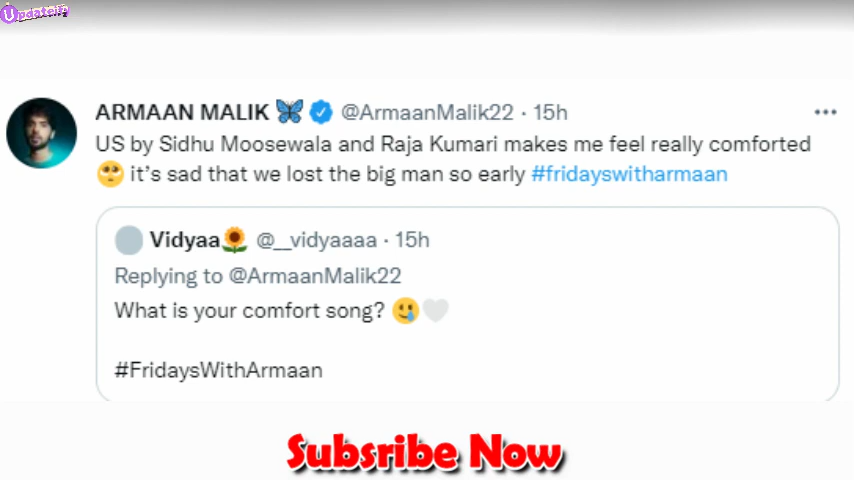 Updateth
ARMAAN MALIK 🦋 @ArmaanMalik22 · 15h
US by Sidhu Moosewala and Raja Kumari makes me feel really comforted
🥺 it's sad that we lost the big man so early #fridayswitharmaan
Vidyaa🌻 @__vidyaaaa · 15h
Replying to @ArmaanMalik22
What is your comfort song? 🥲🤍
#FridaysWithArmaan
Subsribe Now